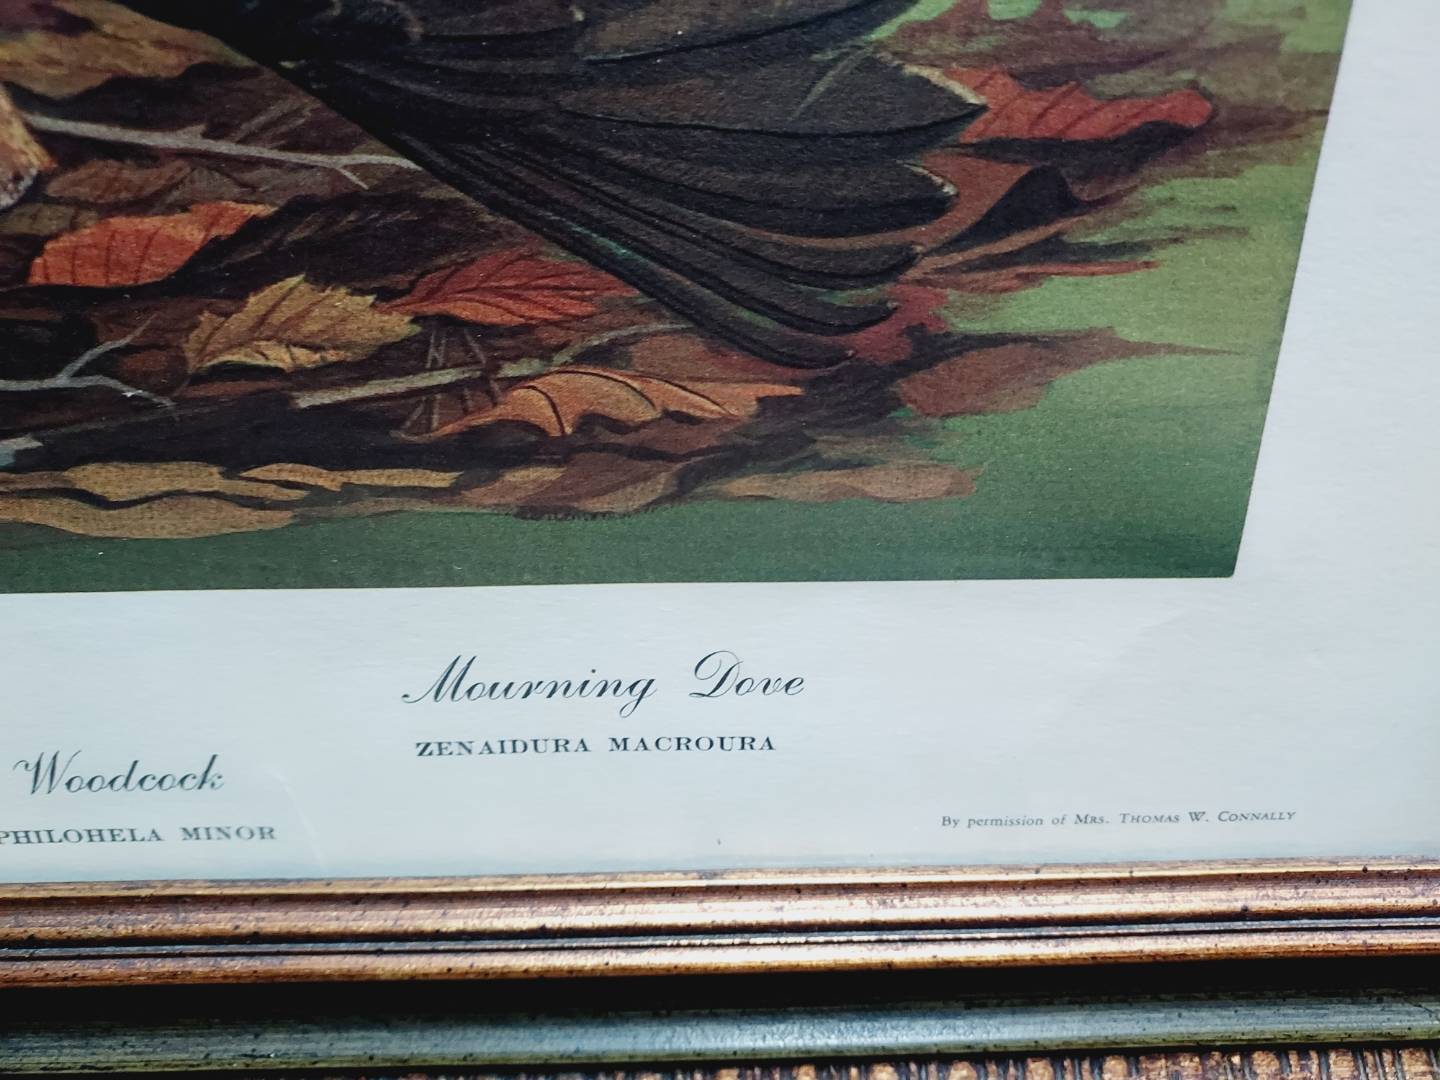 Mourning Dove
ZENAIDURA MACROURA
Woodcock
PHILOHELA MINOR
By permission of MRS. THOMAS W. CONNALLY